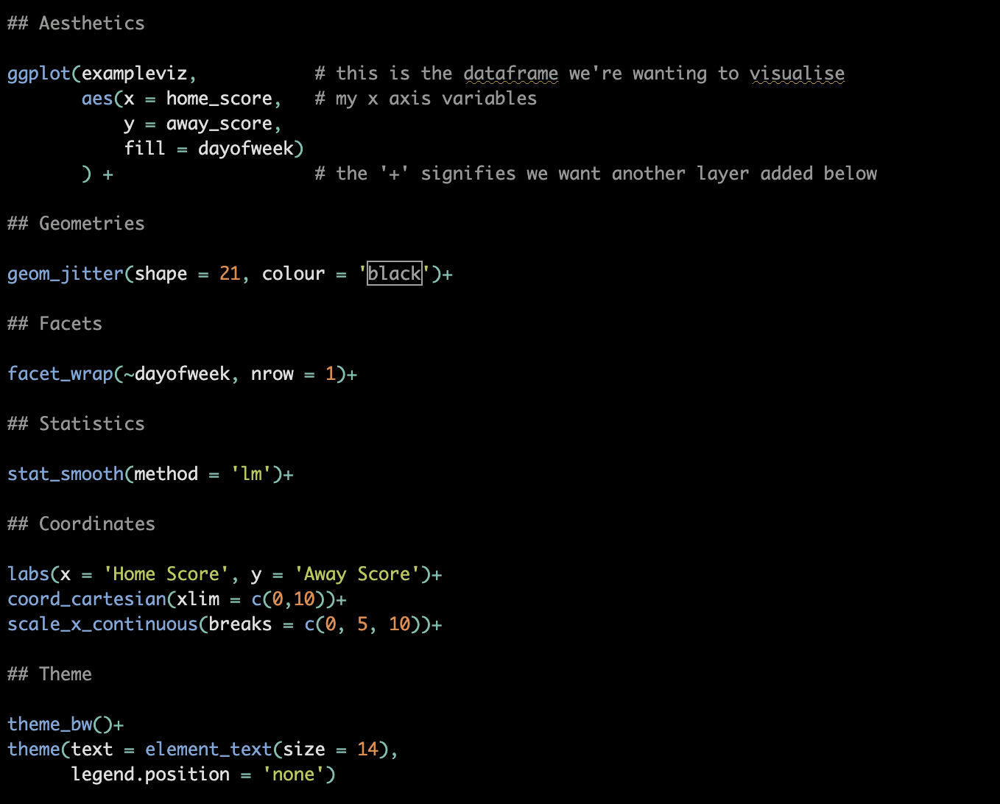 ## Aesthetics
ggplot(exampleviz,           # this is the dataframe we're wanting to visualise
       aes(x = home_score,   # my x axis variables
           y = away_score,
           fill = dayofweek)
       ) +                   # the '+' signifies we want another layer added below
## Geometries
geom_jitter(shape = 21, colour = 'black')+
## Facets
facet_wrap(~dayofweek, nrow = 1)+
## Statistics
stat_smooth(method = 'lm')+
## Coordinates
labs(x = 'Home Score', y = 'Away Score')+
coord_cartesian(xlim = c(0,10))+
scale_x_continuous(breaks = c(0, 5, 10))+
## Theme
theme_bw()+
theme(text = element_text(size = 14),
      legend.position = 'none')